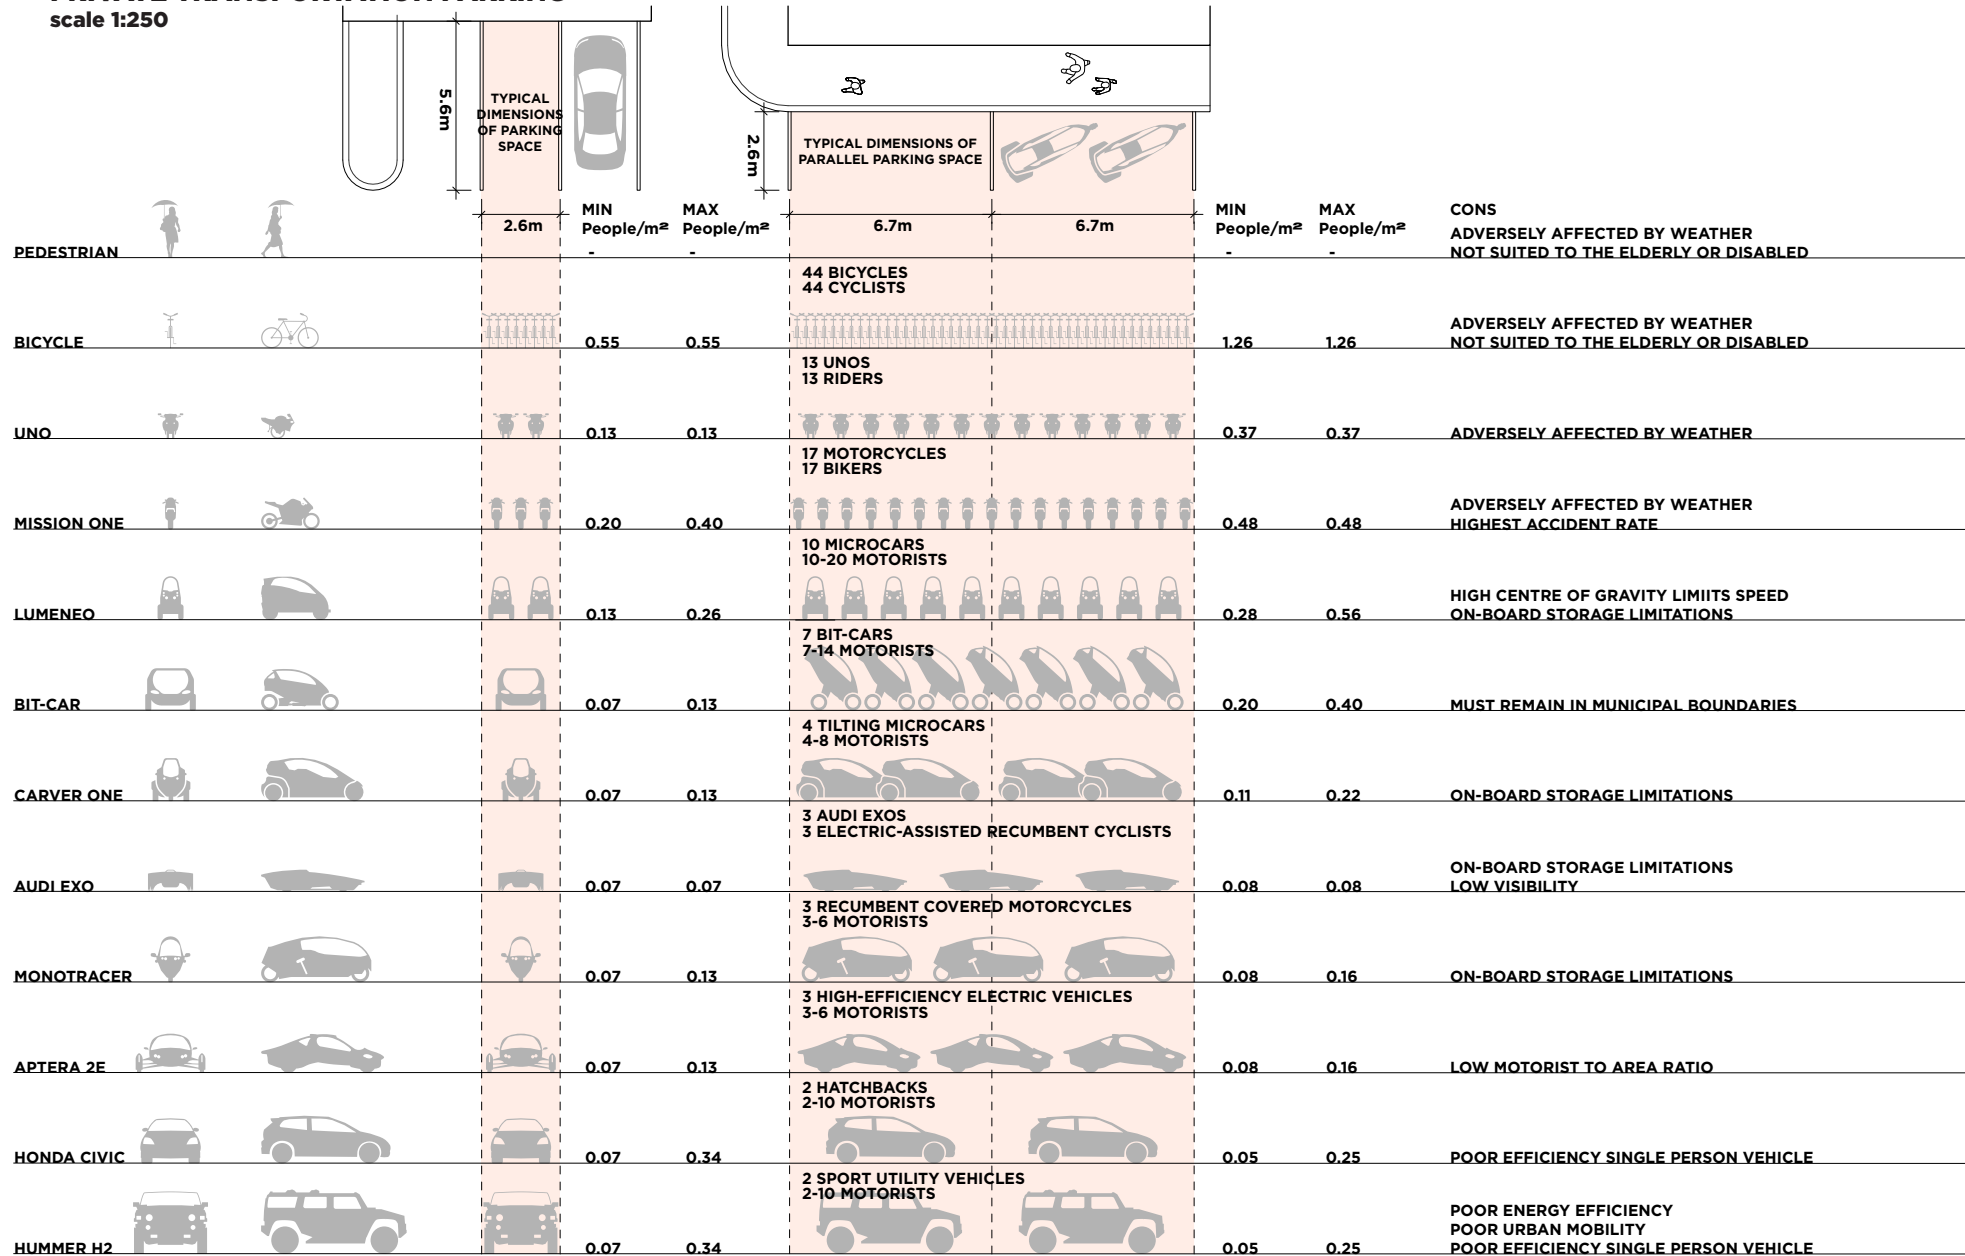 scale 1:250
5.6m
TYPICAL
DIMENSIONS
OF PARKING
SPACE
2.6m
TYPICAL DIMENSIONS OF
PARALLEL PARKING SPACE
2.6m
MIN
People/m²
MAX
People/m²
6.7m
6.7m
MIN
People/m²
MAX
People/m²
CONS
PEDESTRIAN
-
-
-
-
ADVERSELY AFFECTED BY WEATHER
NOT SUITED TO THE ELDERLY OR DISABLED
44 BICYCLES
44 CYCLISTS
BICYCLE
0.55
0.55
1.26
1.26
ADVERSELY AFFECTED BY WEATHER
NOT SUITED TO THE ELDERLY OR DISABLED
13 UNOS
13 RIDERS
UNO
0.13
0.13
0.37
0.37
ADVERSELY AFFECTED BY WEATHER
17 MOTORCYCLES
17 BIKERS
MISSION ONE
0.20
0.40
0.48
0.48
ADVERSELY AFFECTED BY WEATHER
HIGHEST ACCIDENT RATE
10 MICROCARS
10-20 MOTORISTS
LUMENEO
0.13
0.26
0.28
0.56
HIGH CENTRE OF GRAVITY LIMIITS SPEED
ON-BOARD STORAGE LIMITATIONS
7 BIT-CARS
7-14 MOTORISTS
BIT-CAR
0.07
0.13
0.20
0.40
MUST REMAIN IN MUNICIPAL BOUNDARIES
4 TILTING MICROCARS
4-8 MOTORISTS
CARVER ONE
0.07
0.13
0.11
0.22
ON-BOARD STORAGE LIMITATIONS
3 AUDI EXOS
3 ELECTRIC-ASSISTED RECUMBENT CYCLISTS
AUDI EXO
0.07
0.07
0.08
0.08
ON-BOARD STORAGE LIMITATIONS
LOW VISIBILITY
3 RECUMBENT COVERED MOTORCYCLES
3-6 MOTORISTS
MONOTRACER
0.07
0.13
0.08
0.16
ON-BOARD STORAGE LIMITATIONS
3 HIGH-EFFICIENCY ELECTRIC VEHICLES
3-6 MOTORISTS
APTERA 2E
0.07
0.13
0.08
0.16
LOW MOTORIST TO AREA RATIO
2 HATCHBACKS
2-10 MOTORISTS
HONDA CIVIC
0.07
0.34
0.05
0.25
POOR EFFICIENCY SINGLE PERSON VEHICLE
2 SPORT UTILITY VEHICLES
2-10 MOTORISTS
HUMMER H2
0.07
0.34
0.05
0.25
POOR ENERGY EFFICIENCY
POOR URBAN MOBILITY
POOR EFFICIENCY SINGLE PERSON VEHICLE